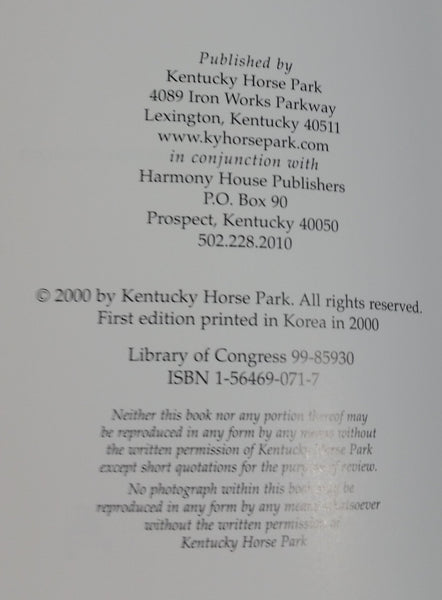 Published by
Kentucky Horse Park
4089 Iron Works Parkway
Lexington, Kentucky 40511
www.kyhorsepark.com
in conjunction with
Harmony House Publishers
P.O. Box 90
Prospect, Kentucky 40050
502.228.2010
© 2000 by Kentucky Horse Park. All rights reserved.
First edition printed in Korea in 2000
Library of Congress 99-85930
ISBN 1-56469-071-7
Neither this book nor any portion thereof may
be reproduced in any form by any means without
the written permission of Kentucky Horse Park
except short quotations for the purpose of review.
No photograph within this book may be
reproduced in any form by any means whatsoever
without the written permission of
Kentucky Horse Park